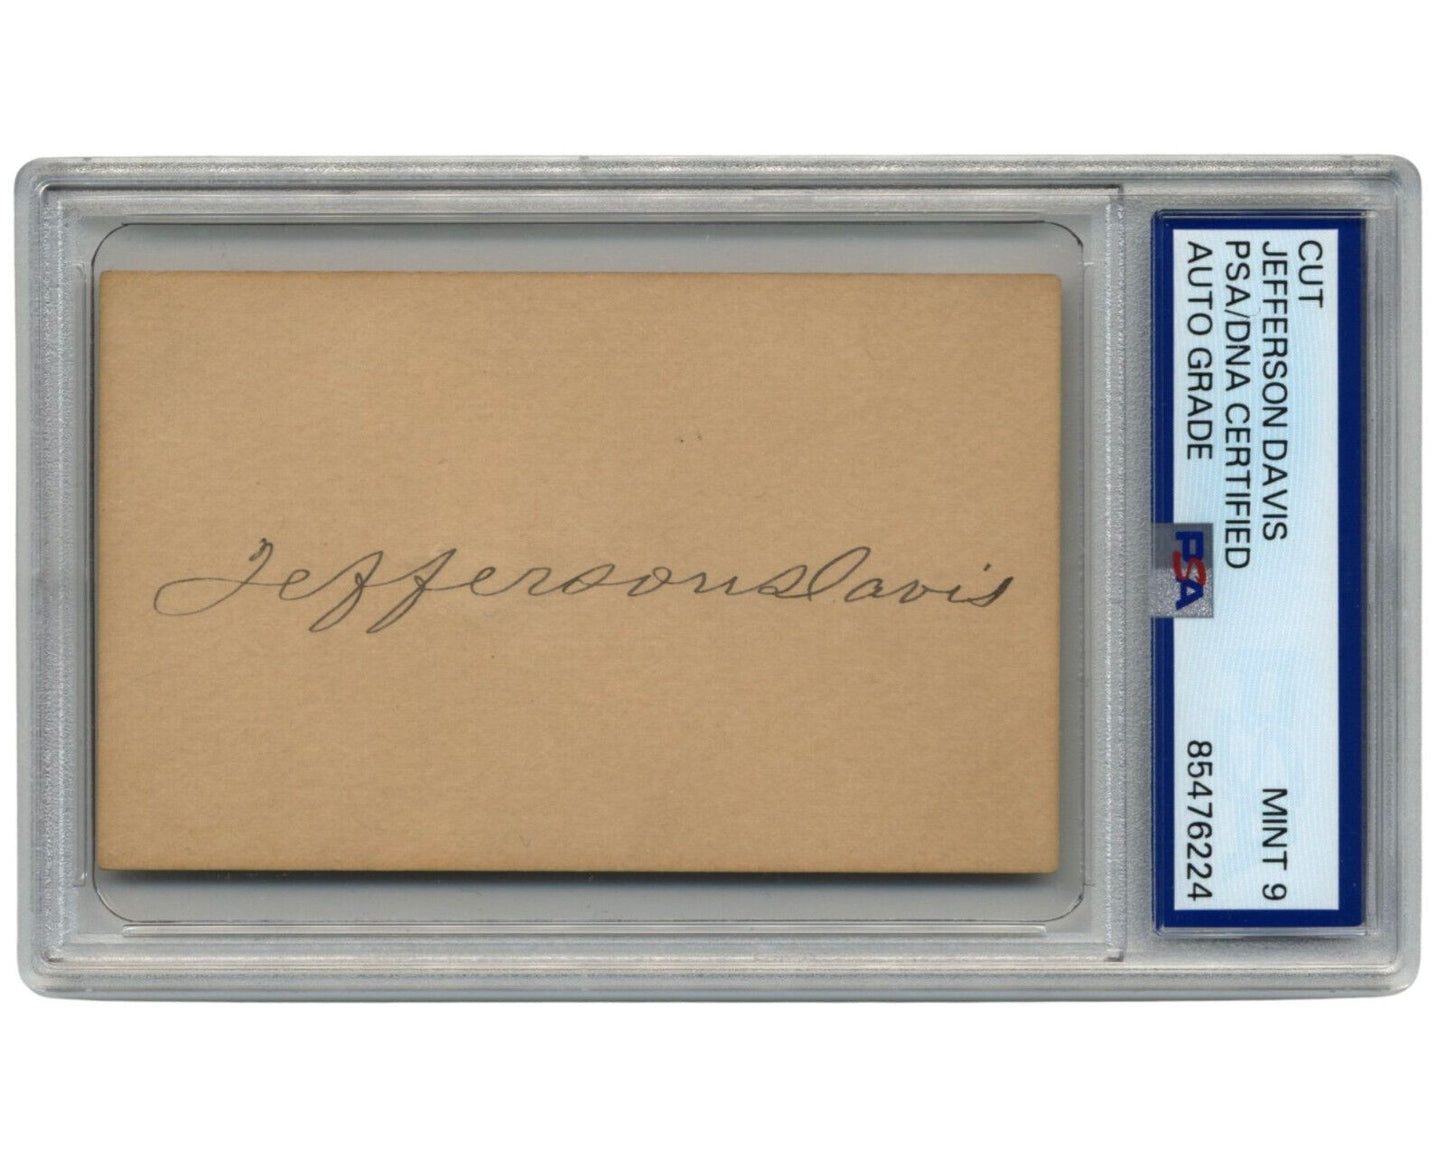 Jefferson Davis
CUT
JEFFERSON DAVIS
PSA/DNA CERTIFIED
AUTO GRADE
MINT 9
85476224
PSA